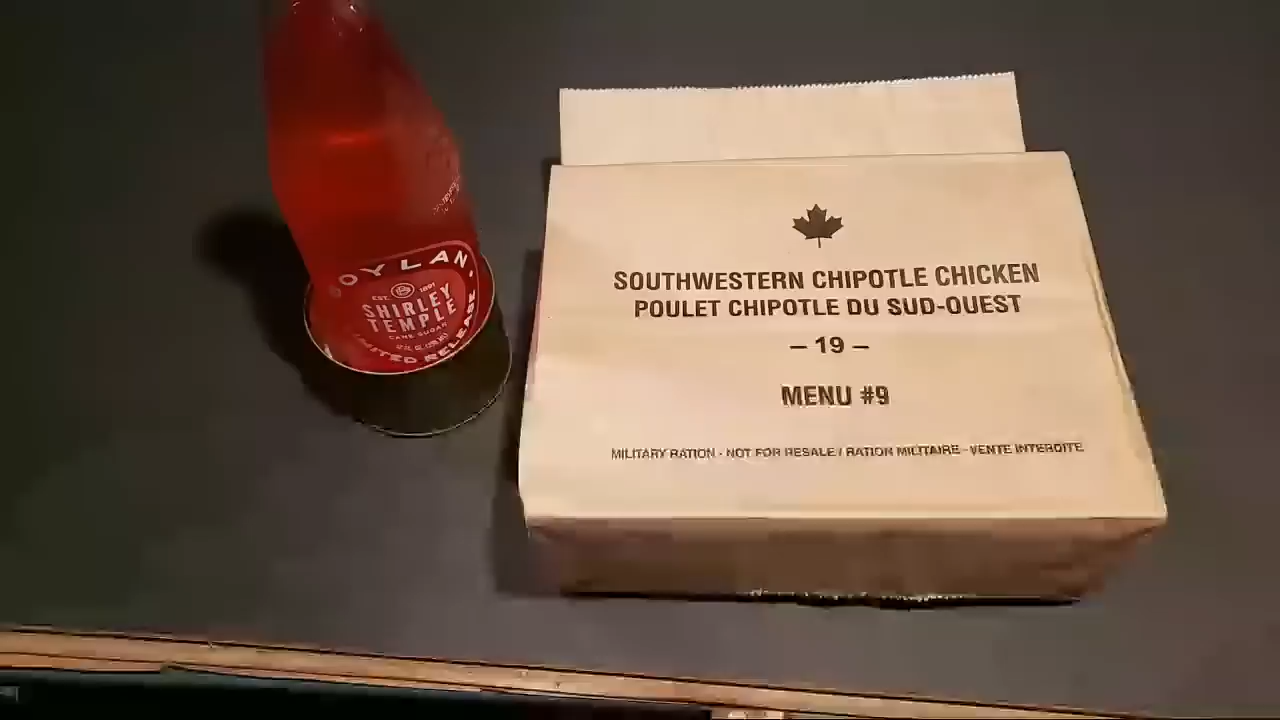 BOYLAN.
EST. 1891
SHIRLEY
TEMPLE
CANE SUGAR
LIMITED RELEASE
SOUTHWESTERN CHIPOTLE CHICKEN
POULET CHIPOTLE DU SUD-OUEST
– 19 –
MENU #9
MILITARY RATION - NOT FOR RESALE / RATION MILITAIRE - VENTE INTERDITE